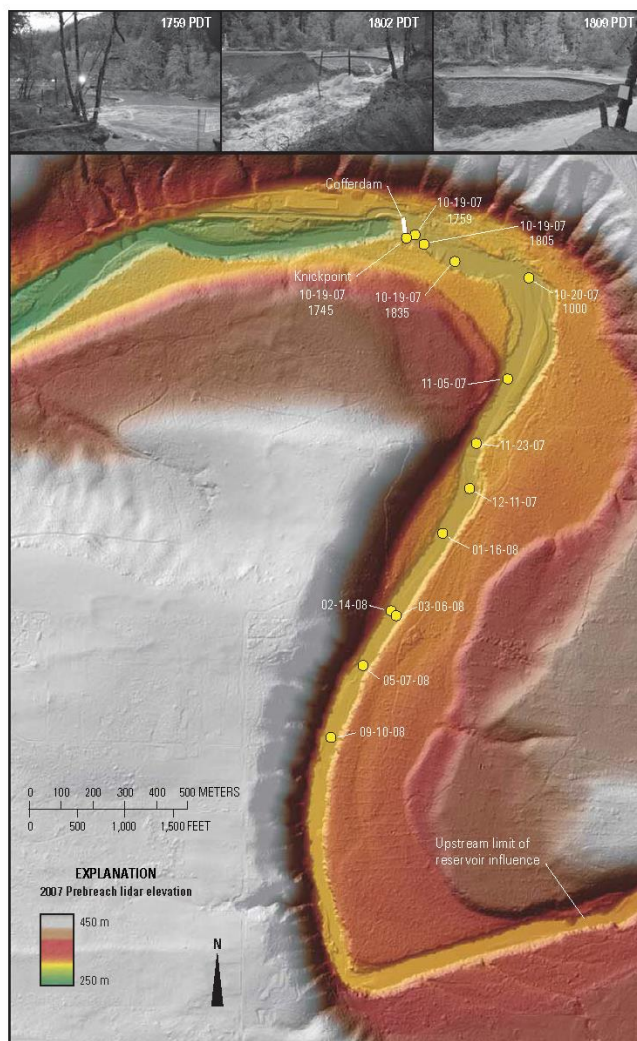 1759 PDT
1802 PDT
1809 PDT
Cofferdam
10-19-07
1759
10-19-07
1805
Knickpoint
10-19-07
1745
10-19-07
1835
10-20-07
1000
11-05-07
11-23-07
12-11-07
01-16-08
02-14-08
03-06-08
05-07-08
09-10-08
0 100 200 300 400 500 METERS
0 500 1,000 1,500 FEET
Upstream limit of
reservoir influence
EXPLANATION
2007 Prebreach lidar elevation
450 m
250 m
N